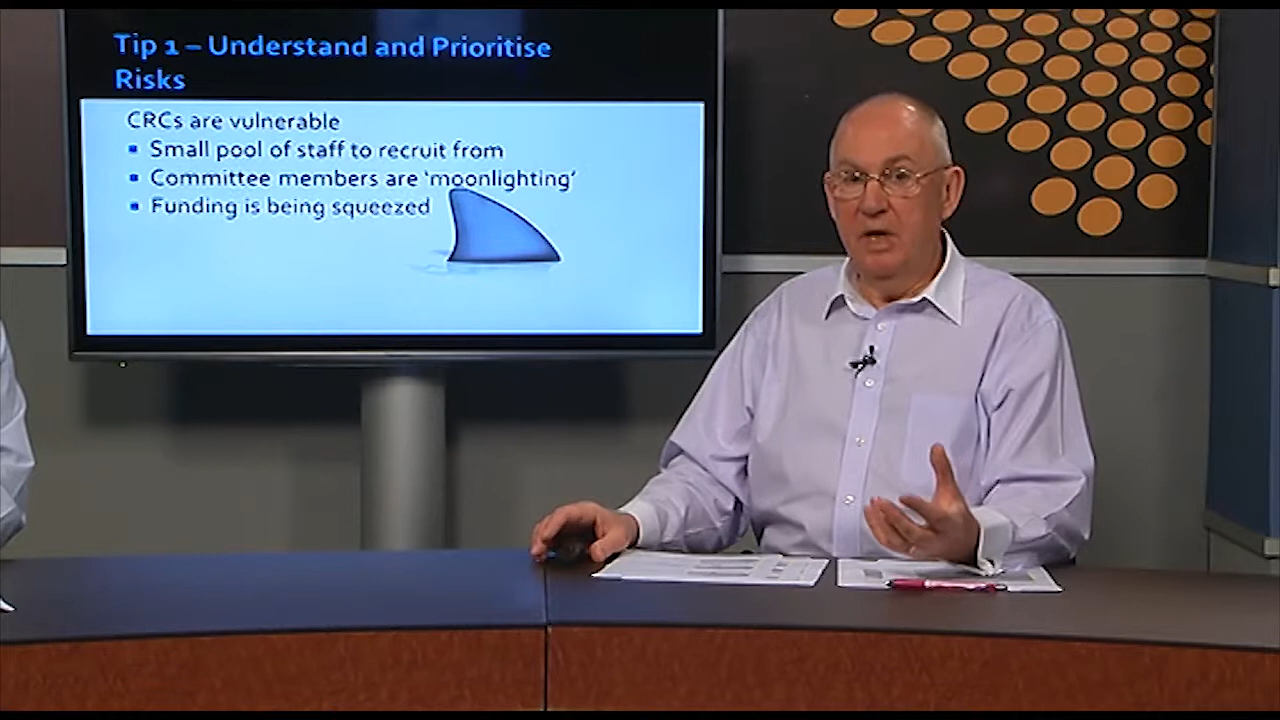 Tip 1 – Understand and Prioritise
Risks
CRCs are vulnerable
▪ Small pool of staff to recruit from
▪ Committee members are ‘moonlighting’
▪ Funding is being squeezed